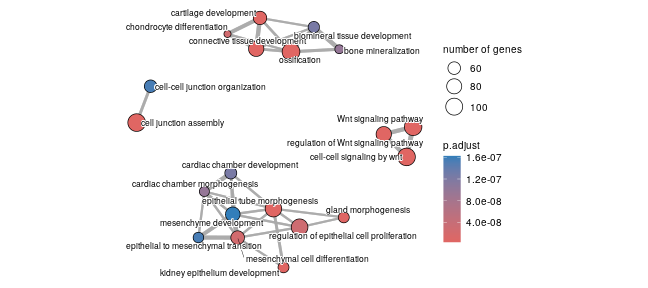 cartilage development
chondrocyte differentiation
biomineral tissue development
connective tissue development
bone mineralization
ossification
cell-cell junction organization
cell junction assembly
Wnt signaling pathway
regulation of Wnt signaling pathway
cell-cell signaling by wnt
cardiac chamber development
cardiac chamber morphogenesis
epithelial tube morphogenesis
gland morphogenesis
mesenchyme development
regulation of epithelial cell proliferation
epithelial to mesenchymal transition
mesenchymal cell differentiation
kidney epithelium development
number of genes
60
80
100
p.adjust
1.6e-07
1.2e-07
8.0e-08
4.0e-08